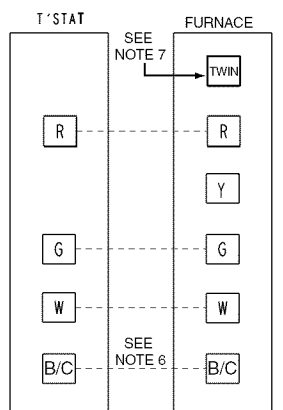 T'STAT
FURNACE
SEE
NOTE 7
TWIN
R
R
Y
G
G
W
W
SEE
NOTE 6
B/C
B/C